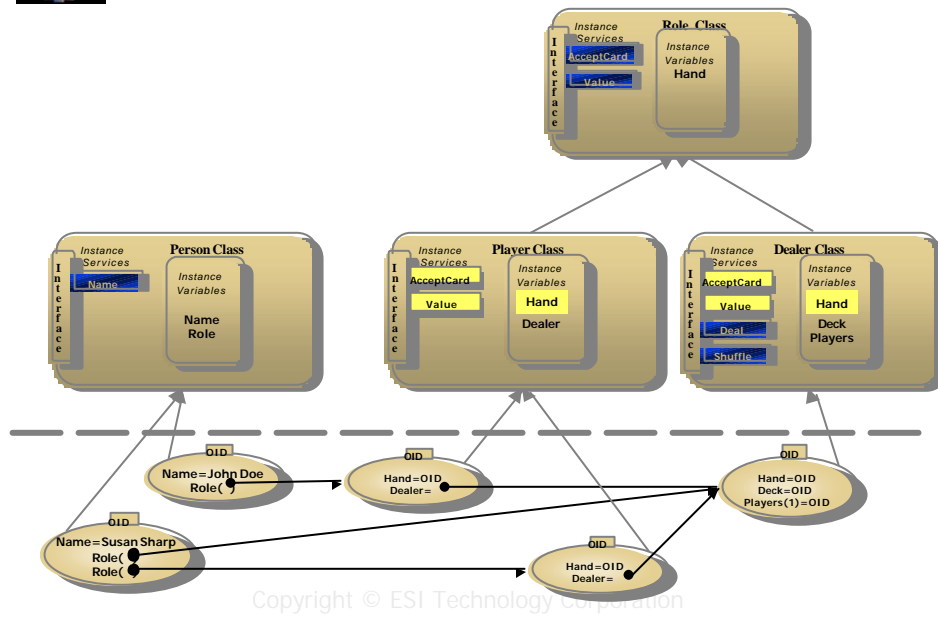 Role Class
Instance
Services
Interface
AcceptCard
Value
Instance
Variables
Hand
Person Class
Instance
Services
Interface
Name
Instance
Variables
Name
Role
Player Class
Instance
Services
Interface
AcceptCard
Value
Instance
Variables
Hand
Dealer
Dealer Class
Instance
Services
Interface
AcceptCard
Value
Deal
Shuffle
Instance
Variables
Hand
Deck
Players
OID
Name=John Doe
Role( )
OID
Hand=OID
Dealer=
OID
Hand=OID
Deck=OID
Players(1)=OID
OID
Name=Susan Sharp
Role( )
Role( )
OID
Hand=OID
Dealer=
Copyright © ESI Technology Corporation